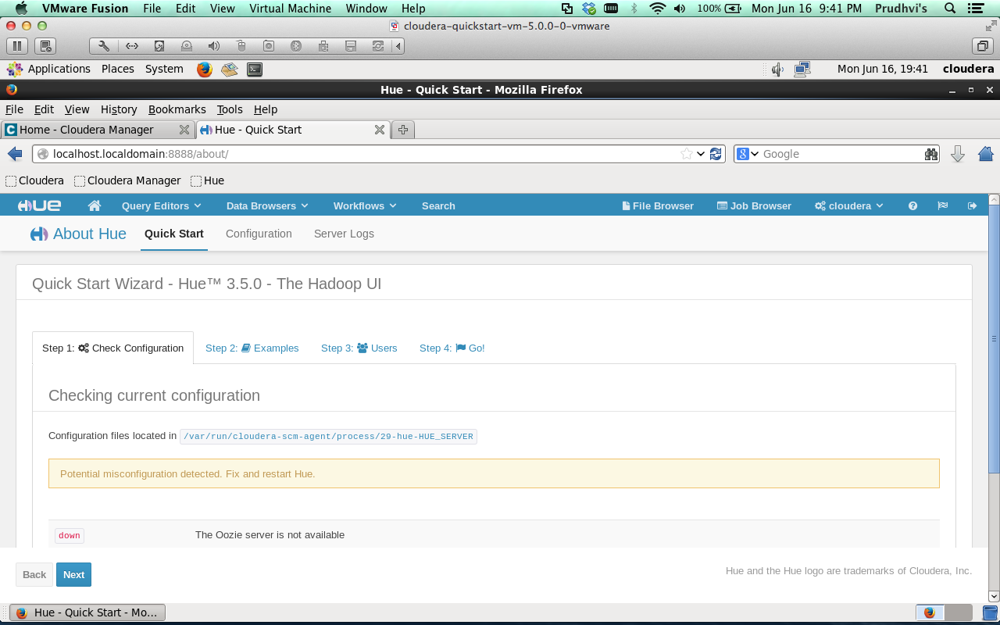 VMware Fusion File Edit View Virtual Machine Window Help 100% Mon Jun 16 9:41 PM Prudhvi's
cloudera-quickstart-vm-5.0.0-0-vmware
Applications Places System Mon Jun 16, 19:41 cloudera
Hue - Quick Start - Mozilla Firefox
File Edit View History Bookmarks Tools Help
C Home - Cloudera Manager Hue - Quick Start
localhost.localdomain:8888/about/ 8 Google
Cloudera Cloudera Manager Hue
HUE Query Editors Data Browsers Workflows Search File Browser Job Browser cloudera
About Hue Quick Start Configuration Server Logs
Quick Start Wizard - Hue™ 3.5.0 - The Hadoop UI
Step 1: Check Configuration Step 2: Examples Step 3: Users Step 4: Go!
Checking current configuration
Configuration files located in /var/run/cloudera-scm-agent/process/29-hue-HUE_SERVER
Potential misconfiguration detected. Fix and restart Hue.
down The Oozie server is not available
Back Next Hue and the Hue logo are trademarks of Cloudera, Inc.
Hue - Quick Start - Mo...